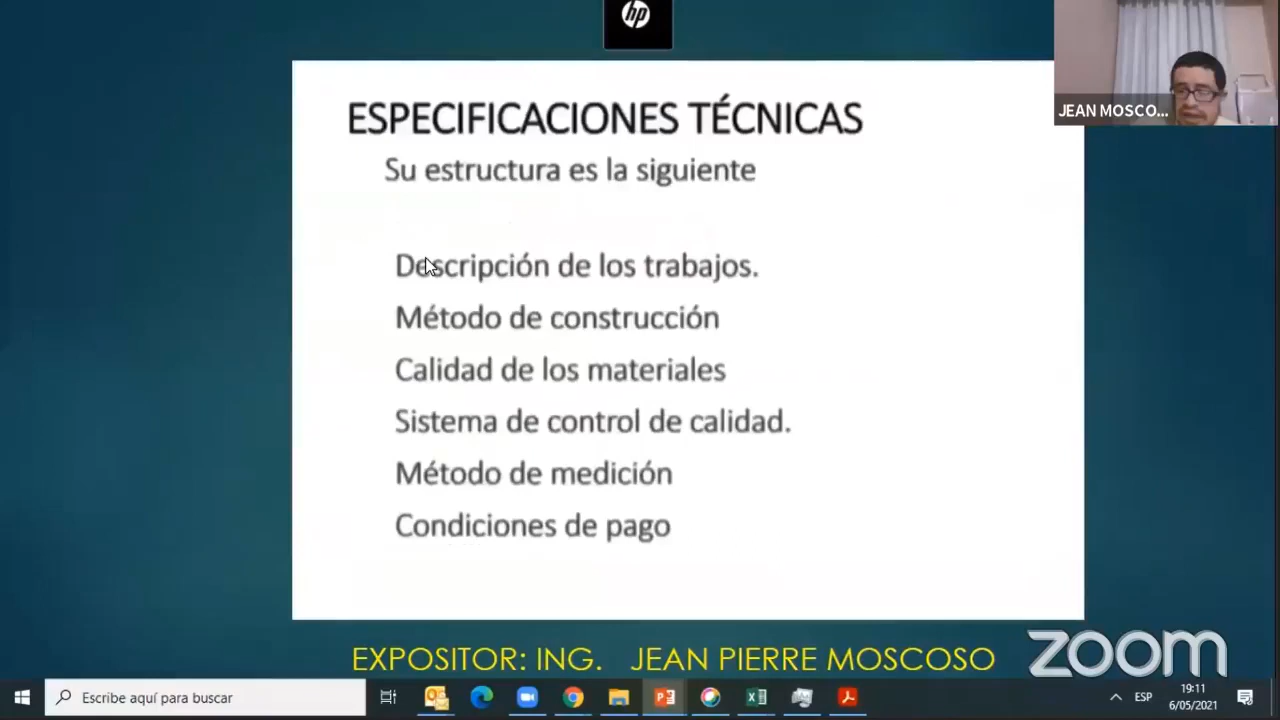 hp
JEAN MOSCO...
ESPECIFICACIONES TÉCNICAS
Su estructura es la siguiente
Descripción de los trabajos.
Método de construcción
Calidad de los materiales
Sistema de control de calidad.
Método de medición
Condiciones de pago
EXPOSITOR: ING. JEAN PIERRE MOSCOSO
zoom
Escribe aquí para buscar
ESP
19:11
6/05/2021